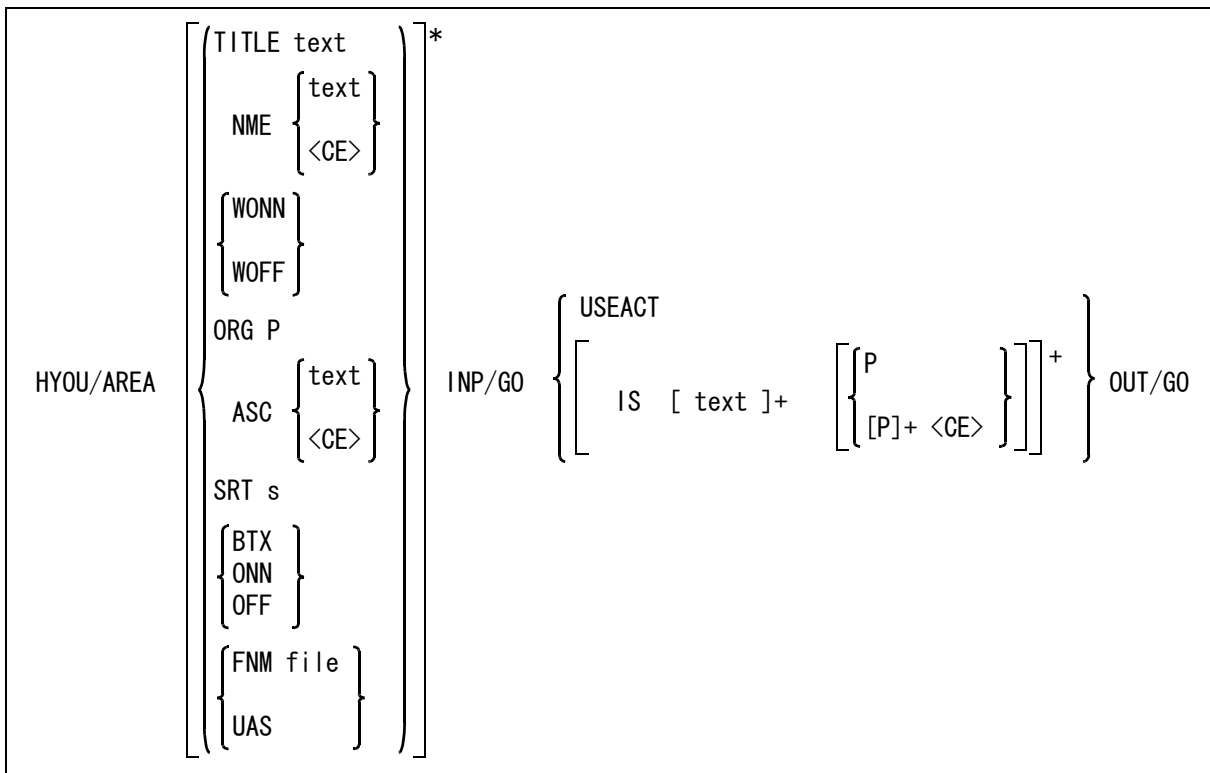 TITLE text
NME text
<CE>
WONN
WOFF
ORG P
ASC text
<CE>
SRT s
BTX
ONN
OFF
FNM file
UAS
*
HYOU/AREA
INP/GO
USEACT
IS [ text ]+
P
[P]+ <CE>
+
OUT/GO